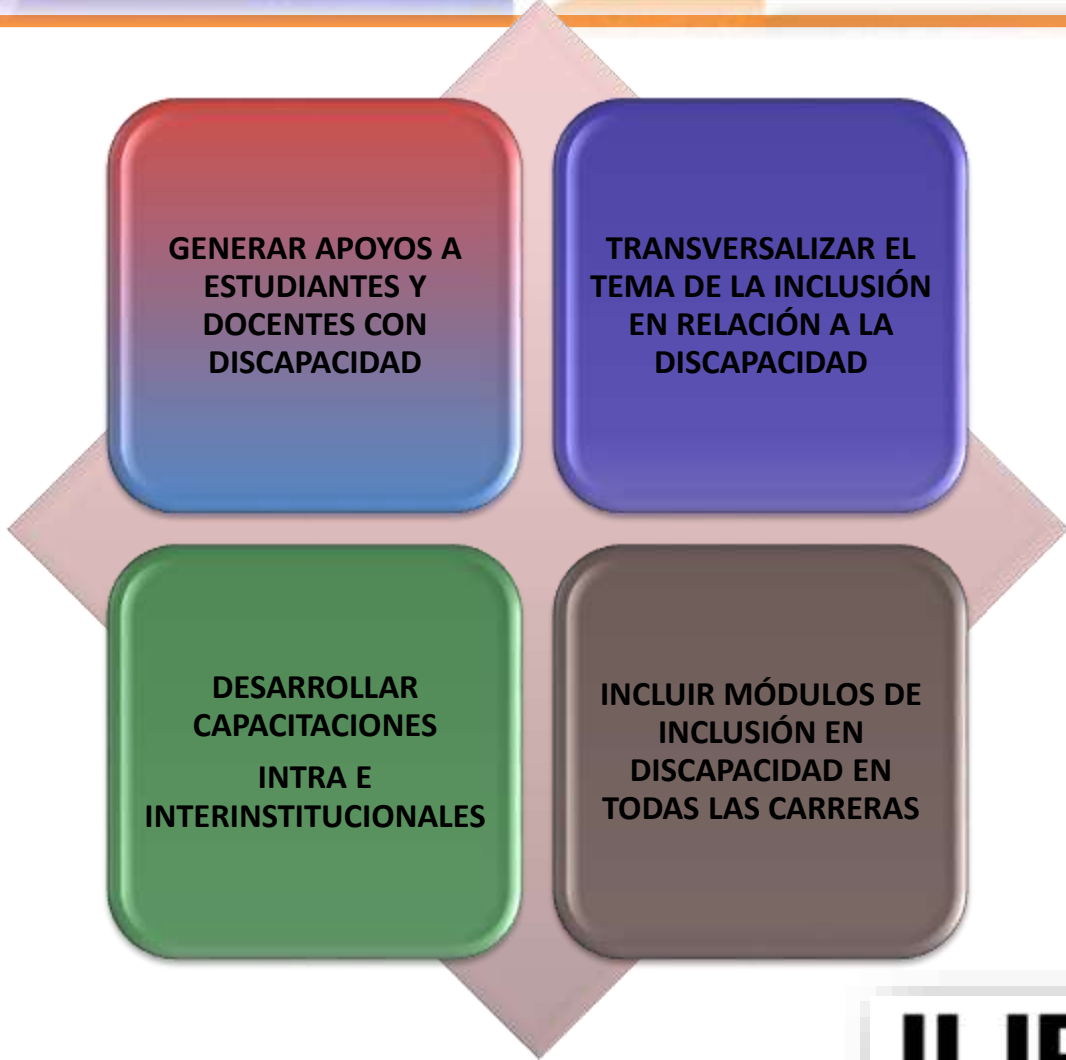 GENERAR APOYOS A
ESTUDIANTES Y
DOCENTES CON
DISCAPACIDAD
TRANSVERSALIZAR EL
TEMA DE LA INCLUSIÓN
EN RELACIÓN A LA
DISCAPACIDAD
DESARROLLAR
CAPACITACIONES
INTRA E
INTERINSTITUCIONALES
INCLUIR MÓDULOS DE
INCLUSIÓN EN
DISCAPACIDAD EN
TODAS LAS CARRERAS